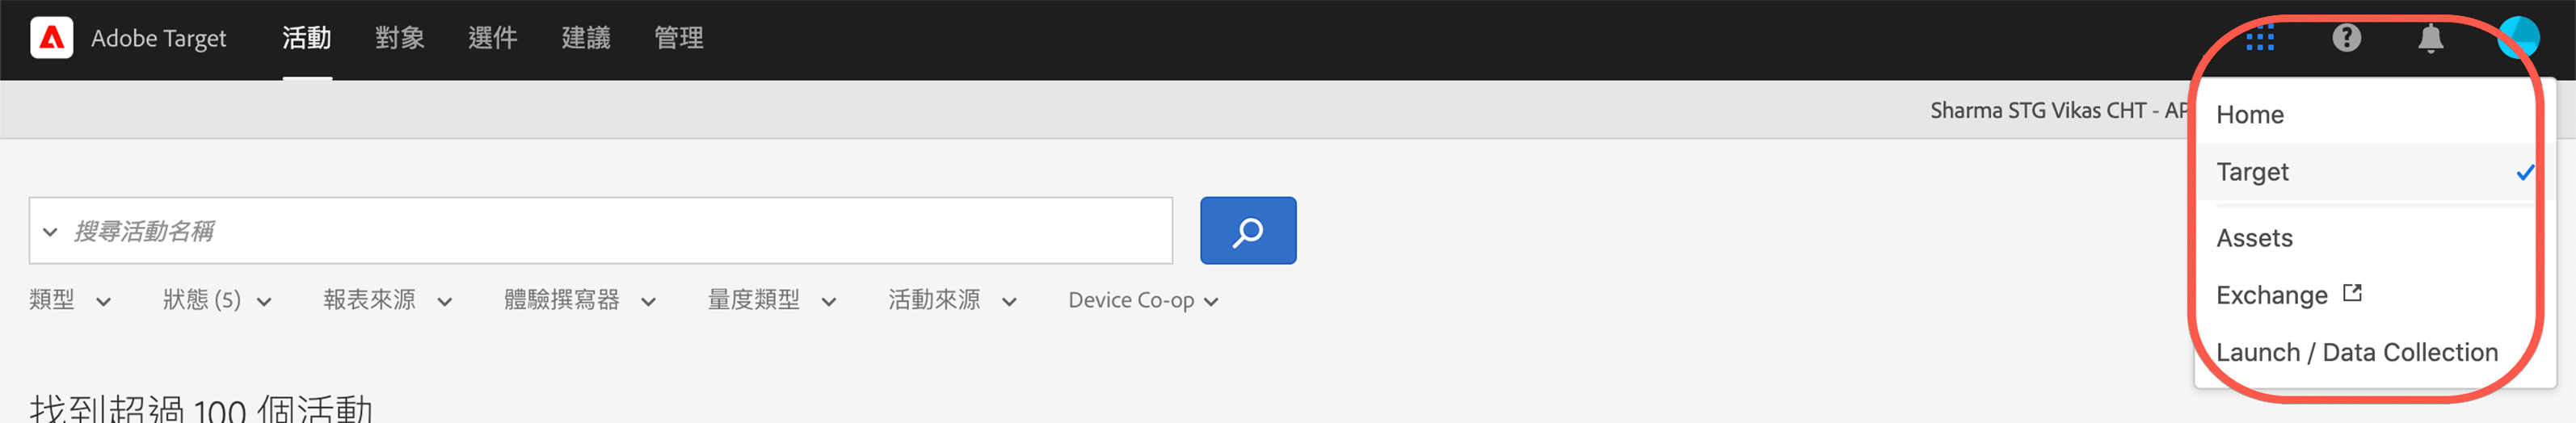 Adobe Target 活動 對象 選件 建議 管理
Sharma STG Vikas CHT - AP
Home
Target
Assets
Exchange
Launch / Data Collection
搜尋活動名稱
類型 狀態 (5) 報表來源 體驗撰寫器 量度類型 活動來源 Device Co-op
找到超過 100 個活動